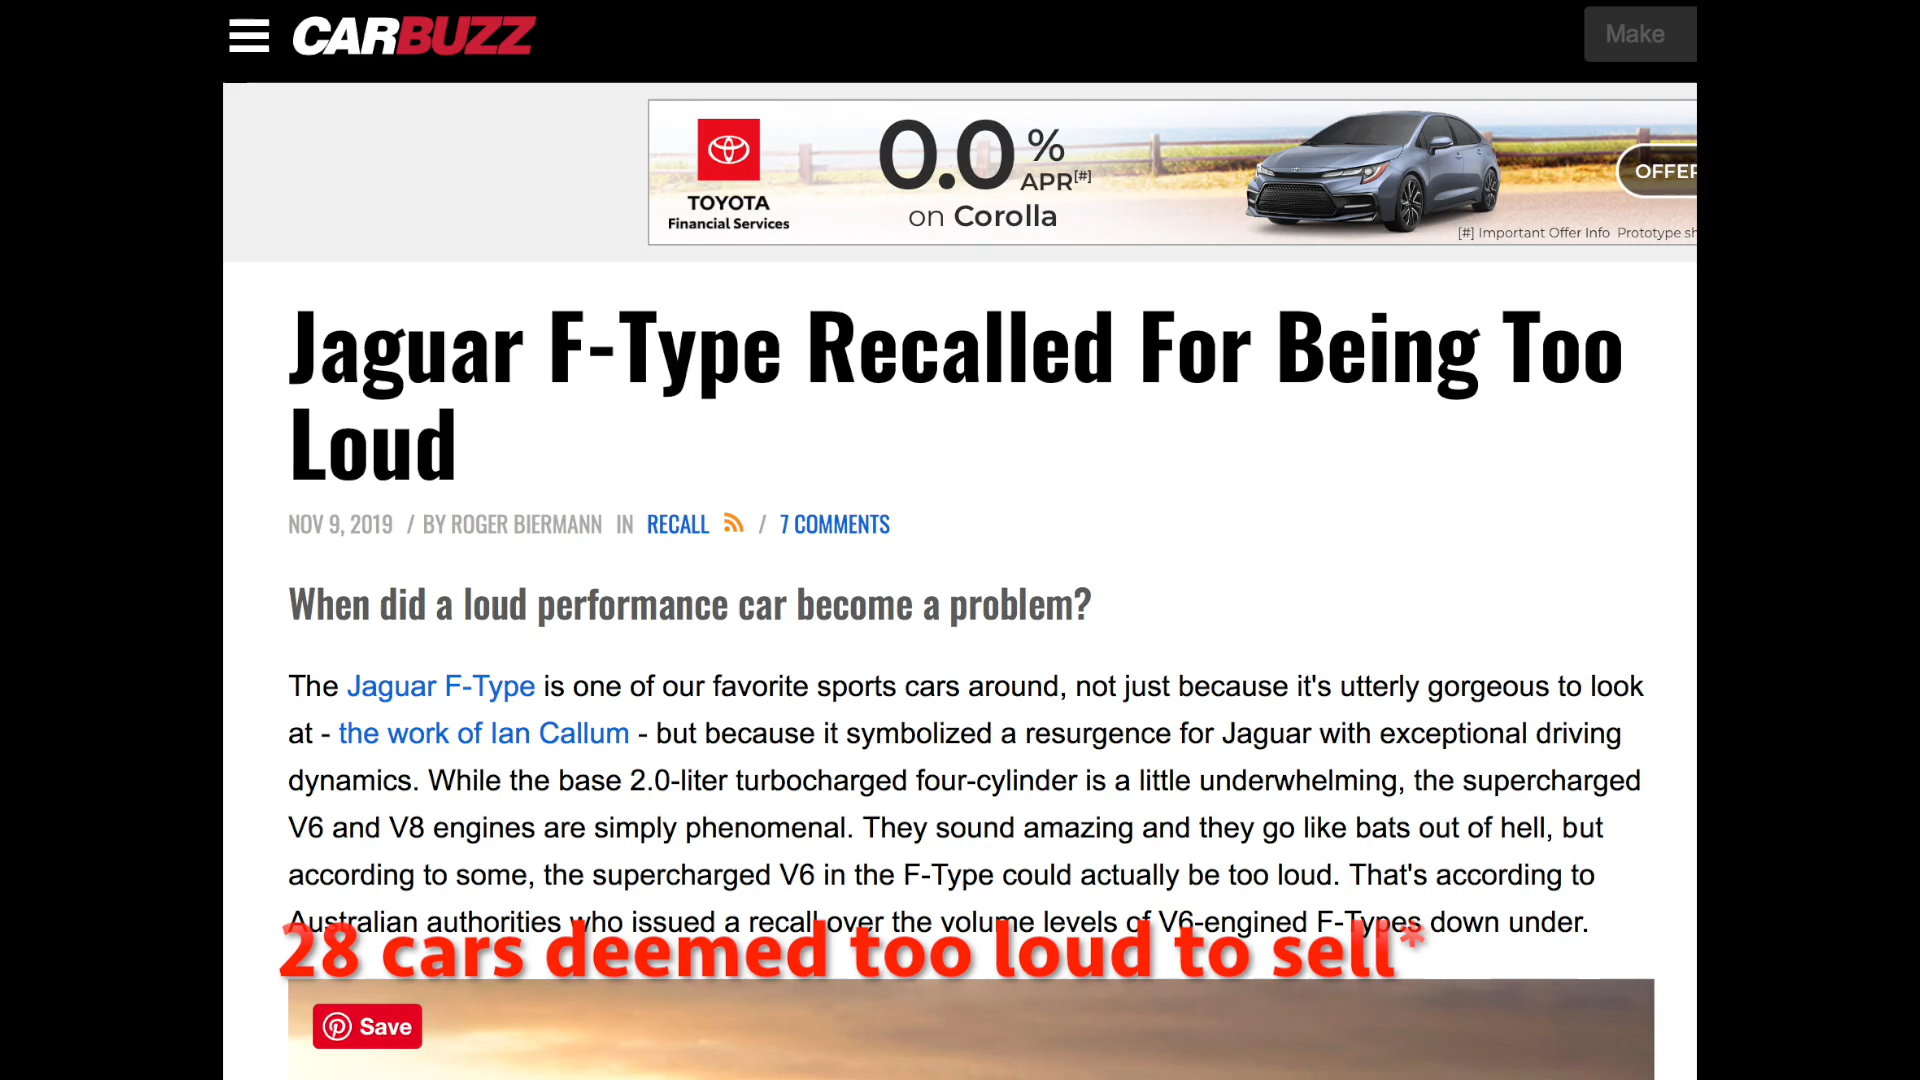 CARBUZZ
Make
TOYOTA
Financial Services
0.0%
APR[#]
on Corolla
OFFER
[#] Important Offer Info Prototype sh
Jaguar F-Type Recalled For Being Too
Loud
NOV 9, 2019 / BY ROGER BIERMANN IN RECALL / 7 COMMENTS
When did a loud performance car become a problem?
The Jaguar F-Type is one of our favorite sports cars around, not just because it's utterly gorgeous to look
at - the work of Ian Callum - but because it symbolized a resurgence for Jaguar with exceptional driving
dynamics. While the base 2.0-liter turbocharged four-cylinder is a little underwhelming, the supercharged
V6 and V8 engines are simply phenomenal. They sound amazing and they go like bats out of hell, but
according to some, the supercharged V6 in the F-Type could actually be too loud. That's according to
Australian authorities who issued a recall over the volume levels of V6-engined F-Types down under.
28 cars deemed too loud to sell*
Save